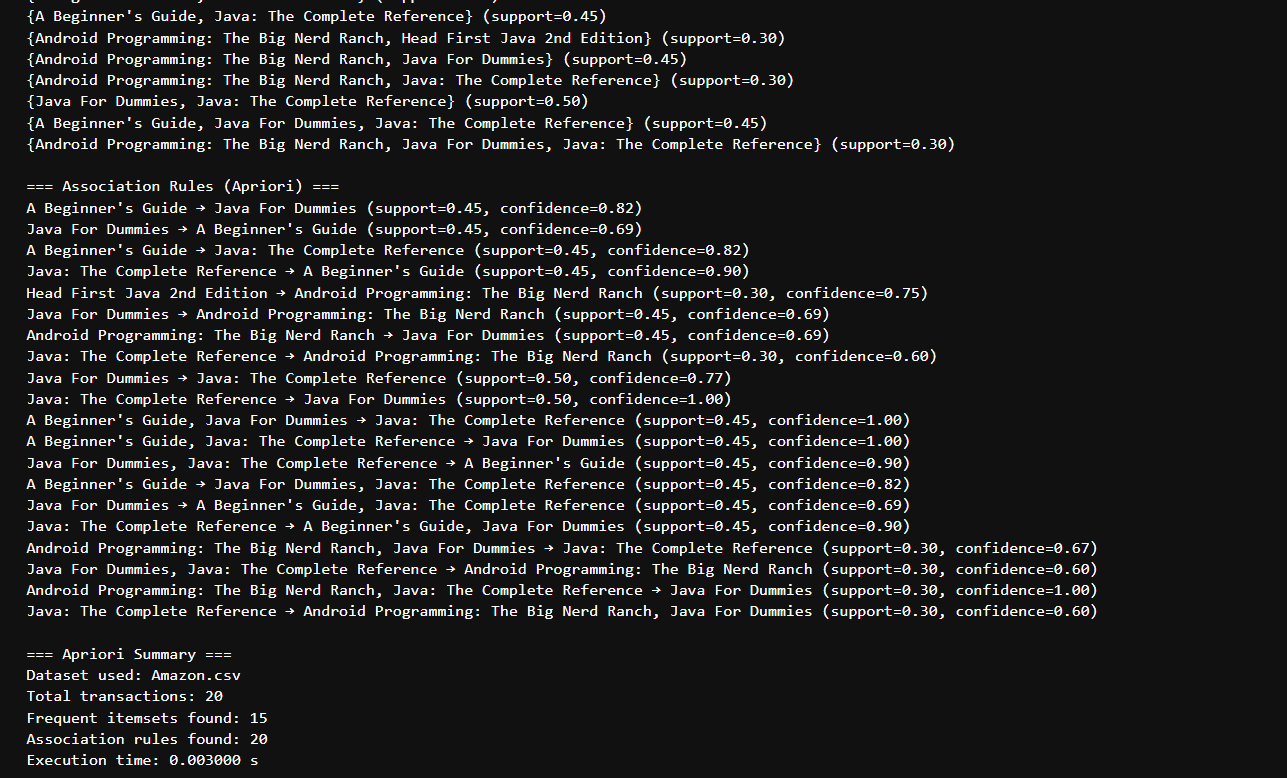 {A Beginner's Guide, Java: The Complete Reference} (support=0.45)
{Android Programming: The Big Nerd Ranch, Head First Java 2nd Edition} (support=0.30)
{Android Programming: The Big Nerd Ranch, Java For Dummies} (support=0.45)
{Android Programming: The Big Nerd Ranch, Java: The Complete Reference} (support=0.30)
{Java For Dummies, Java: The Complete Reference} (support=0.50)
{A Beginner's Guide, Java For Dummies, Java: The Complete Reference} (support=0.45)
{Android Programming: The Big Nerd Ranch, Java For Dummies, Java: The Complete Reference} (support=0.30)

=== Association Rules (Apriori) ===
A Beginner's Guide → Java For Dummies (support=0.45, confidence=0.82)
Java For Dummies → A Beginner's Guide (support=0.45, confidence=0.69)
A Beginner's Guide → Java: The Complete Reference (support=0.45, confidence=0.82)
Java: The Complete Reference → A Beginner's Guide (support=0.45, confidence=0.90)
Head First Java 2nd Edition → Android Programming: The Big Nerd Ranch (support=0.30, confidence=0.75)
Java For Dummies → Android Programming: The Big Nerd Ranch (support=0.45, confidence=0.69)
Android Programming: The Big Nerd Ranch → Java For Dummies (support=0.45, confidence=0.69)
Java: The Complete Reference → Android Programming: The Big Nerd Ranch (support=0.30, confidence=0.60)
Java For Dummies → Java: The Complete Reference (support=0.50, confidence=0.77)
Java: The Complete Reference → Java For Dummies (support=0.50, confidence=1.00)
A Beginner's Guide, Java For Dummies → Java: The Complete Reference (support=0.45, confidence=1.00)
A Beginner's Guide, Java: The Complete Reference → Java For Dummies (support=0.45, confidence=1.00)
Java For Dummies, Java: The Complete Reference → A Beginner's Guide (support=0.45, confidence=0.90)
A Beginner's Guide → Java For Dummies, Java: The Complete Reference (support=0.45, confidence=0.82)
Java For Dummies → A Beginner's Guide, Java: The Complete Reference (support=0.45, confidence=0.69)
Java: The Complete Reference → A Beginner's Guide, Java For Dummies (support=0.45, confidence=0.90)
Android Programming: The Big Nerd Ranch, Java For Dummies → Java: The Complete Reference (support=0.30, confidence=0.67)
Java For Dummies, Java: The Complete Reference → Android Programming: The Big Nerd Ranch (support=0.30, confidence=0.60)
Android Programming: The Big Nerd Ranch, Java: The Complete Reference → Java For Dummies (support=0.30, confidence=1.00)
Java: The Complete Reference → Android Programming: The Big Nerd Ranch, Java For Dummies (support=0.30, confidence=0.60)

=== Apriori Summary ===
Dataset used: Amazon.csv
Total transactions: 20
Frequent itemsets found: 15
Association rules found: 20
Execution time: 0.003000 s